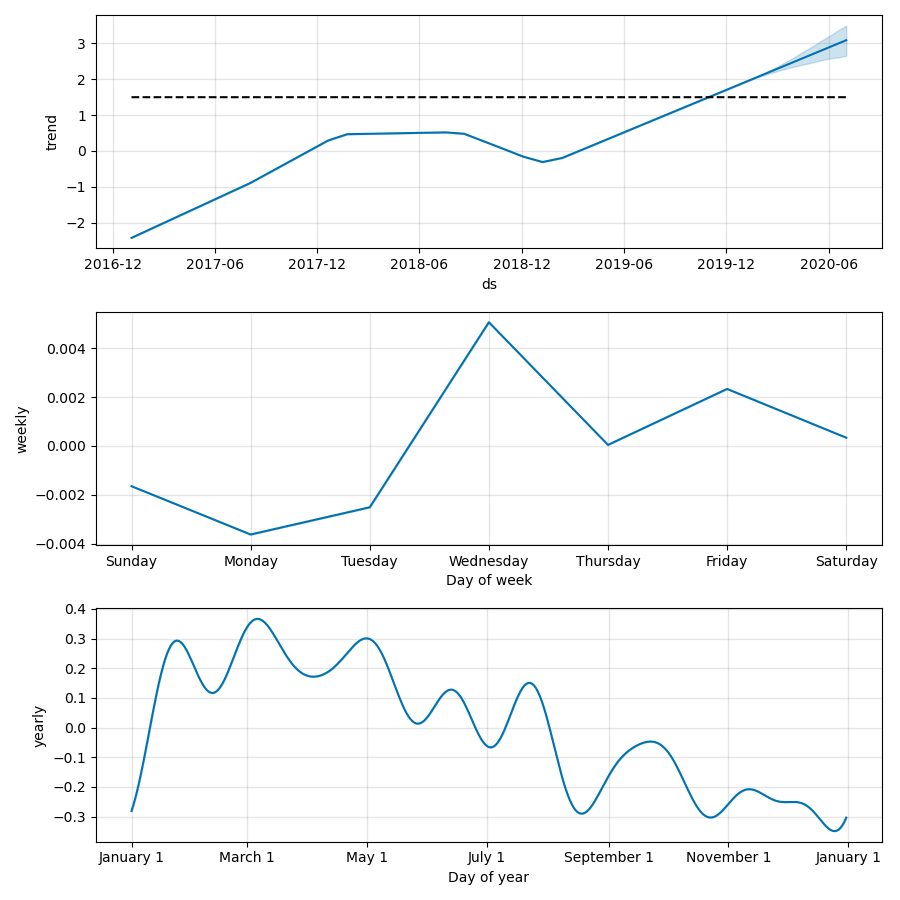 3
2
1
0
−1
−2
trend
2016-12 2017-06 2017-12 2018-06 2018-12 2019-06 2019-12 2020-06
ds
0.004
0.002
0.000
−0.002
−0.004
weekly
Sunday Monday Tuesday Wednesday Thursday Friday Saturday
Day of week
0.4
0.3
0.2
0.1
0.0
−0.1
−0.2
−0.3
yearly
January 1 March 1 May 1 July 1 September 1 November 1 January 1
Day of year